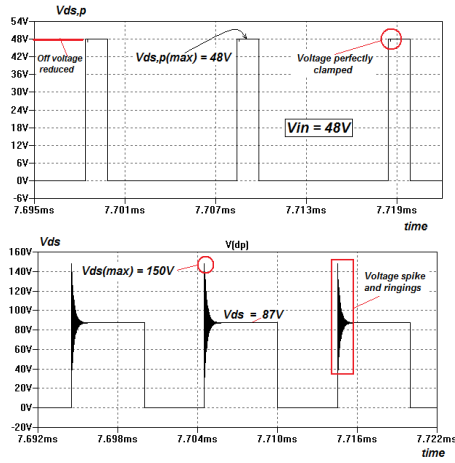 Vds,p
54V
48V
42V
36V
30V
24V
18V
12V
6V
0V
-6V
Off voltage
reduced
Vds,p(max) = 48V
Voltage perfectly
clamped
Vin = 48V
7.695ms
7.701ms
7.707ms
7.713ms
7.719ms
time
Vds
V(dp)
160V
140V
120V
100V
80V
60V
40V
20V
0V
-20V
Vds(max) = 150V
Vds = 87V
Voltage spike
and ringings
7.692ms
7.698ms
7.704ms
7.710ms
7.716ms
7.722ms
time